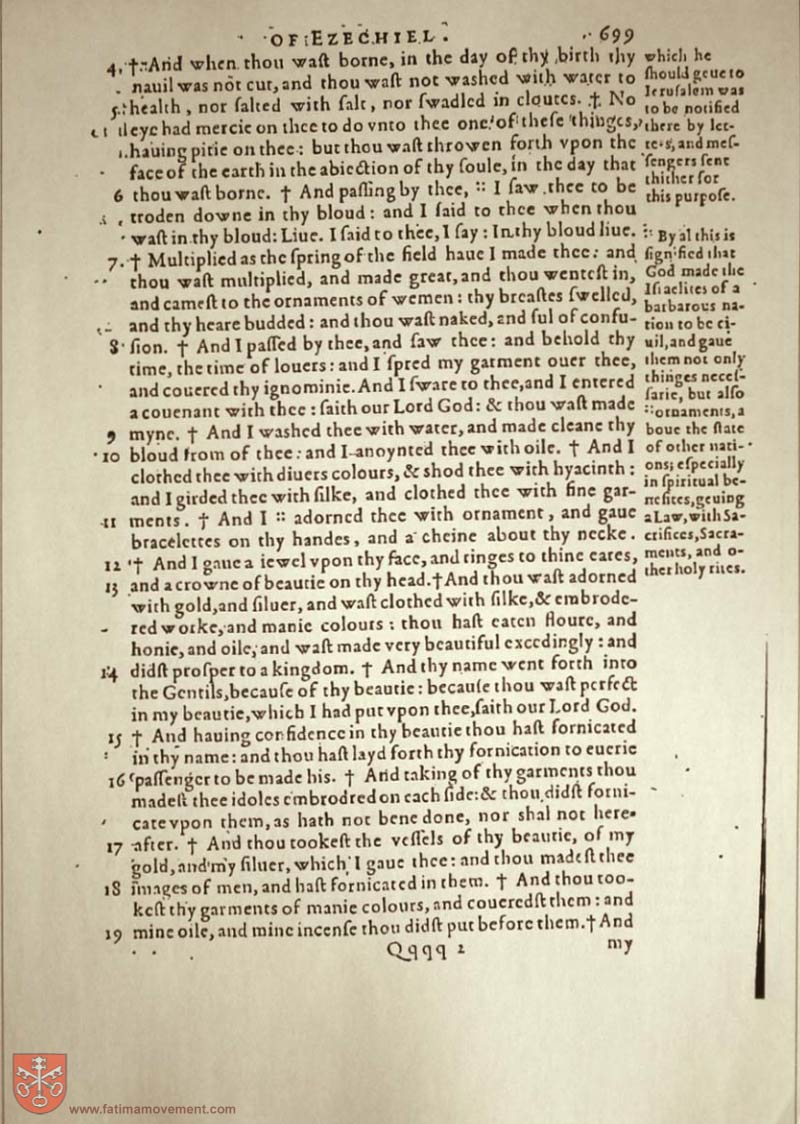 OF EZECHIEL. 699
4. †. And when thou waſt borne, in the day of thy birth thy
nauil was not cut, and thou waſt not washed with water to
5. health, nor ſalted with ſalt, nor ſwadled in cloutes. † No
eye had mercie on thee to do vnto thee one of theſe thinges,
hauing pitie on thee: but thou waſt throwen forth vpon the
face of the earth in the abiection of thy ſoule, in the day that
6 thou waſt borne. † And paſſing by thee, :: I ſaw thee to be
troden downe in thy bloud: and I ſaid to thee when thou
waſt in thy bloud: Liue. I ſaid to thee, I ſay: In thy bloud liue.
7. † Multiplied as the ſpring of the field haue I made thee: and
thou waſt multiplied, and made great, and thou wenteſt in,
and cameſt to the ornaments of wemen: thy breaſtes ſwelled,
and thy heare budded: and thou waſt naked, and ful of confu-
8 ſion. † And I paſſed by thee, and ſaw thee: and behold thy
time, the time of louers: and I ſpred my garment ouer thee,
and couered thy ignominie. And I ſware to thee, and I entered
a couenant with thee: ſaith our Lord God: & thou waſt made
9 myne. † And I washed thee with water, and made cleane thy
10 bloud from of thee: and I anoynted thee with oile. † And I
clothed thee with diuers colours, & shod thee with hyacinth:
and I girded thee with ſilke, and clothed thee with fine gar-
11 ments. † And I :: adorned thee with ornament, and gaue
bracelettes on thy handes, and a cheine about thy necke.
12 † And I gaue a iewel vpon thy face, and ringes to thine eares,
13 and a crowne of beautie on thy head. † And thou waſt adorned
with gold, and ſiluer, and waſt clothed with ſilke, & embrode-
red worke, and manie colours: thou haſt eaten floure, and
honie, and oile, and waſt made very beautiful exceedingly: and
didſt proſper to a kingdom. † And thy name went forth into
14 the Gentils, becauſe of thy beautie: becauſe thou waſt perfect
in my beautie, which I had put vpon thee, ſaith our Lord God.
15 † And hauing confidence in thy beautie thou haſt fornicated
in thy name: and thou haſt layd forth thy fornication to euerie
16 paſſenger to be made his. † And taking of thy garments thou
madeſt thee idoles embrodred on each ſide: & thou didſt forni-
cate vpon them, as hath not bene done, nor shal not here-
17 after. † And thou tookeſt the veſſels of thy beautie, of my
gold, and my ſiluer, which I gaue thee: and thou madeſt thee
18 images of men, and haſt fornicated in them. † And thou too-
keſt thy garments of manie colours, and coueredſt them: and
19 mine oile, and mine incenſe thou didſt put before them. † And
Qqqq 2 my
which he
ſhould geue to
Ieruſalem was
to be notified
there by let-
ters, and meſ-
ſengers ſent
thither for
this purpoſe.
:: By al this is
ſignified that
God made the
Iſraelites of a
barbarous na-
tion to be ci-
uil, and gaue
them not only
thinges neceſ-
ſarie, but alſo
:: ornaments, a
boue the ſtate
of other nati-
ons; eſpecially
in ſpiritual be-
nefites, geuing
a Law, with Sa-
crifices, Sacra-
ments, and o-
ther holy rites.
www.fatimamovement.com